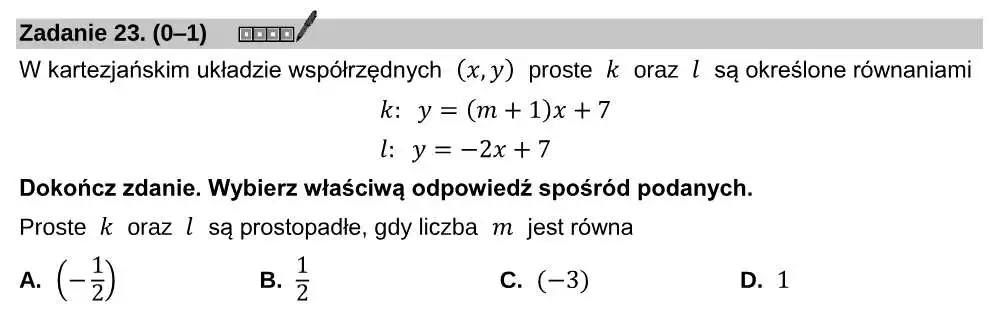 Zadanie 23. (0–1)
W kartezjańskim układzie współrzędnych (x, y) proste k oraz l są określone równaniami
k: y = (m + 1)x + 7
l: y = −2x + 7
Dokończ zdanie. Wybierz właściwą odpowiedź spośród podanych.
Proste k oraz l są prostopadłe, gdy liczba m jest równa
A. (−1/2) B. 1/2 C. (−3) D. 1